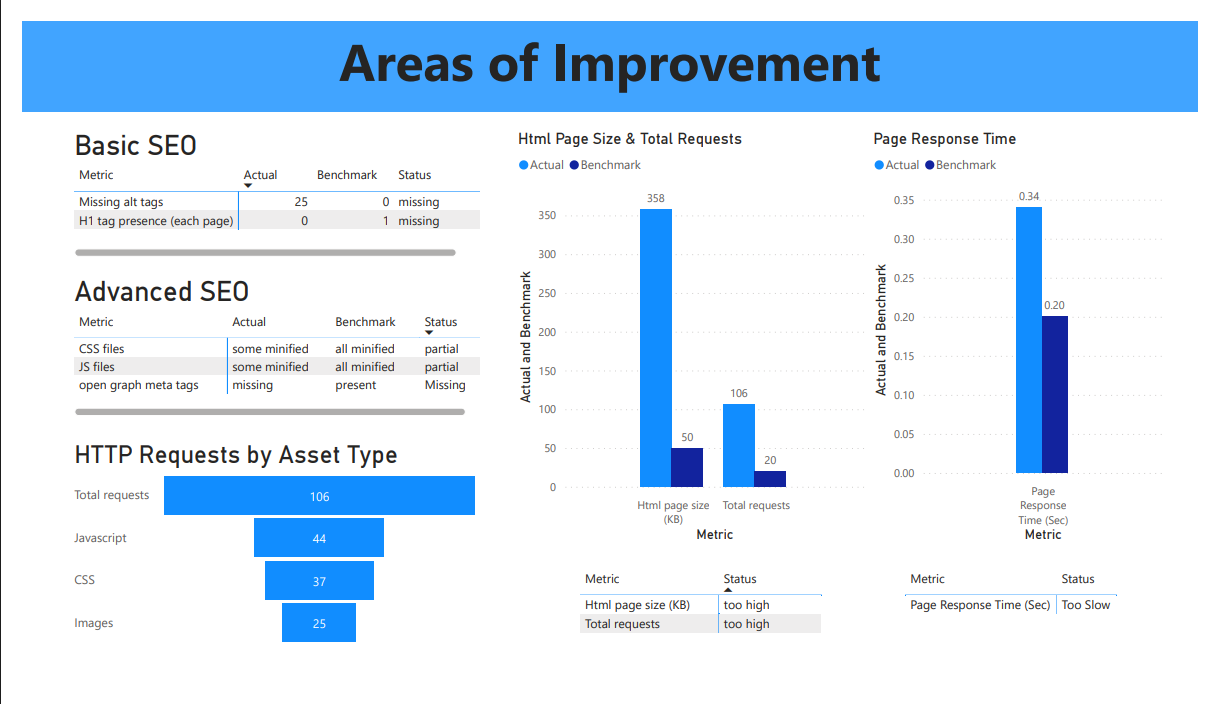 Areas of Improvement
Basic SEO
Metric Actual Benchmark Status
Missing alt tags 25 0 missing
H1 tag presence (each page) 0 1 missing
Advanced SEO
Metric Actual Benchmark Status
CSS files some minified all minified partial
JS files some minified all minified partial
open graph meta tags missing present Missing
HTTP Requests by Asset Type
Total requests 106
Javascript 44
CSS 37
Images 25
Html Page Size & Total Requests
Actual Benchmark
Actual and Benchmark
350
300
250
200
150
100
50
0
358
50
106
20
Html page size
(KB)
Total requests
Metric
Metric Status
Html page size (KB) too high
Total requests too high
Page Response Time
Actual Benchmark
Actual and Benchmark
0.35
0.30
0.25
0.20
0.15
0.10
0.05
0.00
0.34
0.20
Page
Response
Time (Sec)
Metric
Metric Status
Page Response Time (Sec) Too Slow